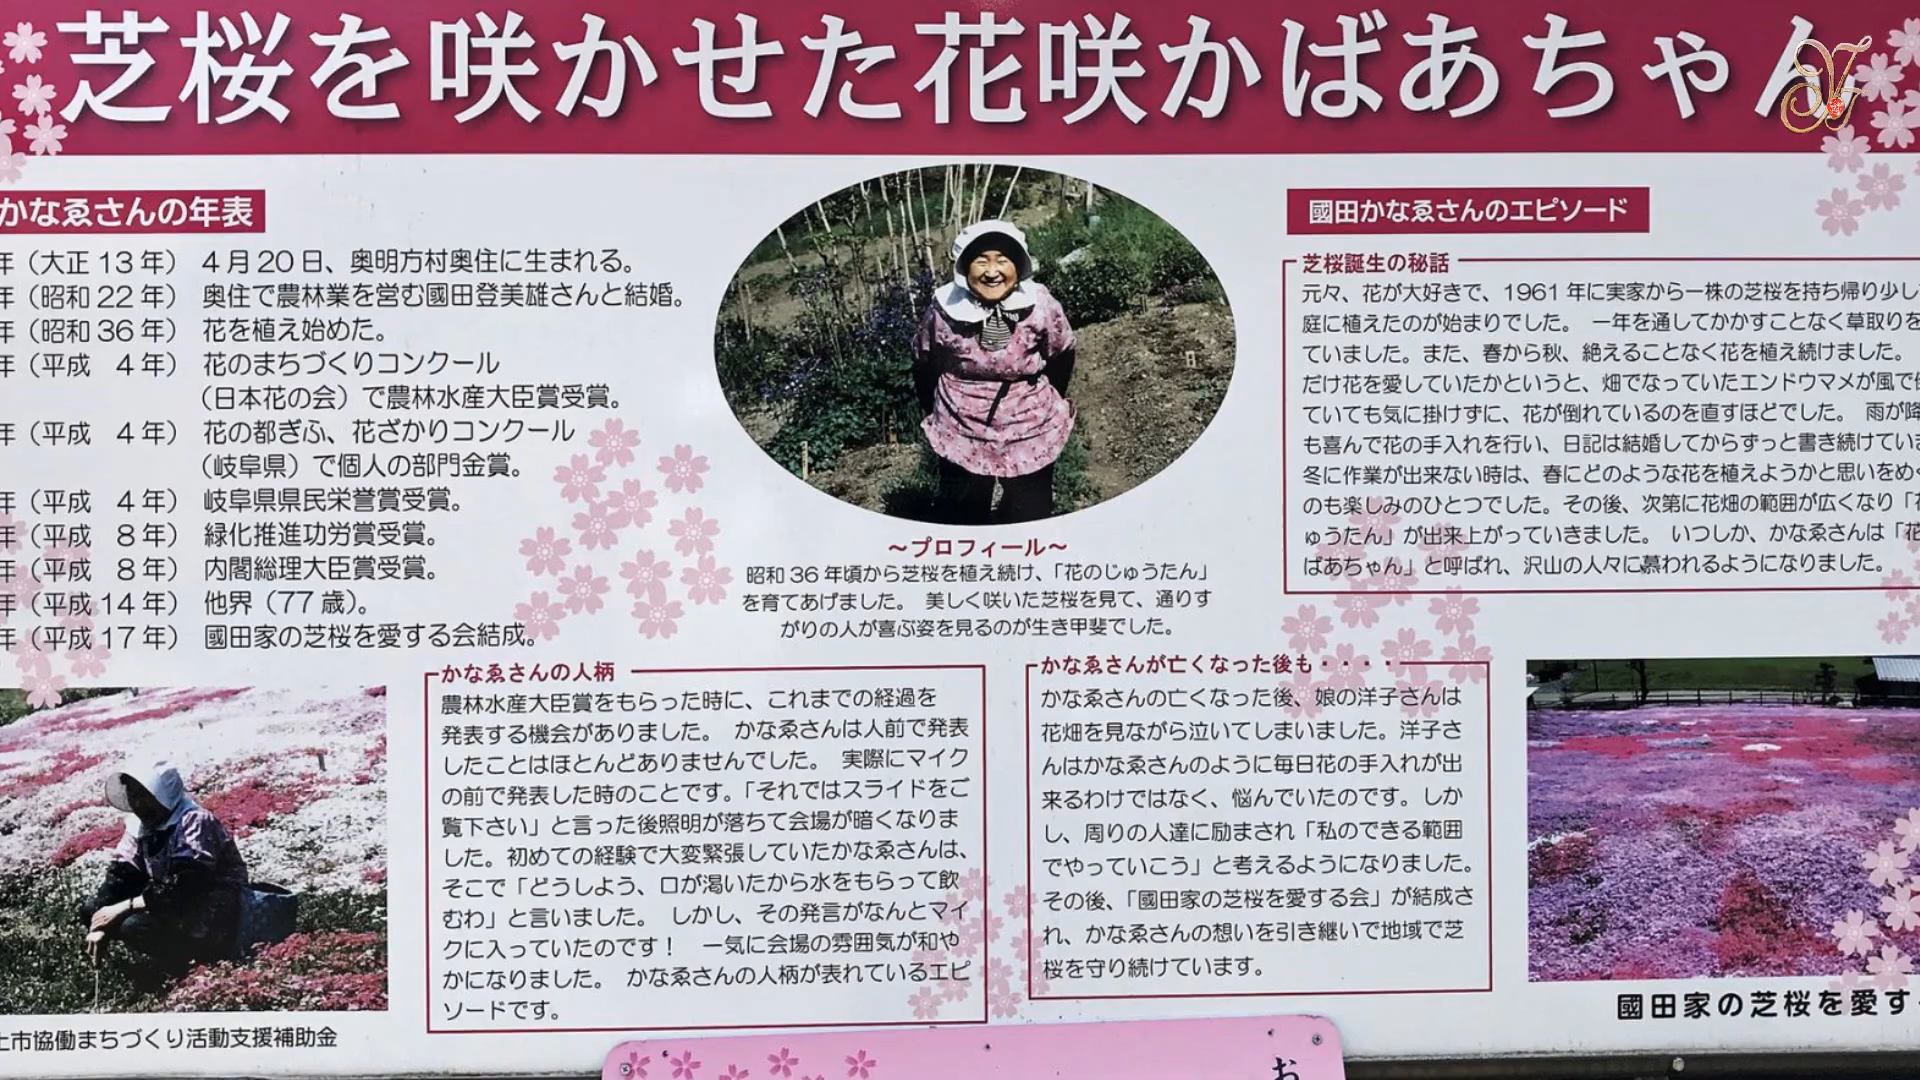 芝桜を咲かせた花咲かばあちゃん
かなゑさんの年表
年（大正13年） 4月20日、奥明方村奥住に生まれる。
年（昭和22年） 奥住で農林業を営む國田登美雄さんと結婚。
年（昭和36年） 花を植え始めた。
年（平成 4年） 花のまちづくりコンクール
（日本花の会）で農林水産大臣賞受賞。
年（平成 4年） 花の都ぎふ、花ざかりコンクール
（岐阜県）で個人の部門金賞。
年（平成 4年） 岐阜県県民栄誉賞受賞。
年（平成 8年） 緑化推進功労賞受賞。
年（平成 8年） 内閣総理大臣賞受賞。
年（平成14年） 他界（77歳）。
年（平成17年） 國田家の芝桜を愛する会結成。
～プロフィール～
昭和36年頃から芝桜を植え続け、「花のじゅうたん」
を育てあげました。 美しく咲いた芝桜を見て、通りす
がりの人が喜ぶ姿を見るのが生き甲斐でした。
國田かなゑさんのエピソード
芝桜誕生の秘話
元々、花が大好きで、1961年に実家から一株の芝桜を持ち帰り少し
庭に植えたのが始まりでした。 一年を通してかかすことなく草取りを
ていました。また、春から秋、絶えることなく花を植え続けました。
だけ花を愛していたかというと、畑でなっていたエンドウマメが風で
ていても気に掛けずに、花が倒れているのを直すほどでした。 雨が降
も喜んで花の手入れを行い、日記は結婚してからずっと書き続けてい
冬に作業が出来ない時は、春にどのような花を植えようかと思いをめ
のも楽しみのひとつでした。その後、次第に花畑の範囲が広くなり「花
ゅうたん」が出来上がっていきました。 いつしか、かなゑさんは「花
ばあちゃん」と呼ばれ、沢山の人々に慕われるようになりました。
かなゑさんの人柄
農林水産大臣賞をもらった時に、これまでの経過を
発表する機会がありました。 かなゑさんは人前で発表
したことはほとんどありませんでした。 実際にマイク
の前で発表した時のことです。「それではスライドをご
覧下さい」と言った後照明が落ちて会場が暗くなりま
した。初めての経験で大変緊張していたかなゑさんは、
そこで「どうしよう、口が渇いたから水をもらって飲
むわ」と言いました。 しかし、その発言がなんとマイ
クに入っていたのです！ 一気に会場の雰囲気が和や
かになりました。 かなゑさんの人柄が表れているエピ
ソードです。
かなゑさんが亡くなった後も・・・・
かなゑさんの亡くなった後、娘の洋子さんは
花畑を見ながら泣いてしまいました。洋子さ
んはかなゑさんのように毎日花の手入れが出
来るわけではなく、悩んでいたのです。しか
し、周りの人達に励まされ「私のできる範囲
でやっていこう」と考えるようになりました。
その後、「國田家の芝桜を愛する会」が結成さ
れ、かなゑさんの想いを引き継いで地域で芝
桜を守り続けています。
國田家の芝桜を愛す
市協働まちづくり活動支援補助金
お